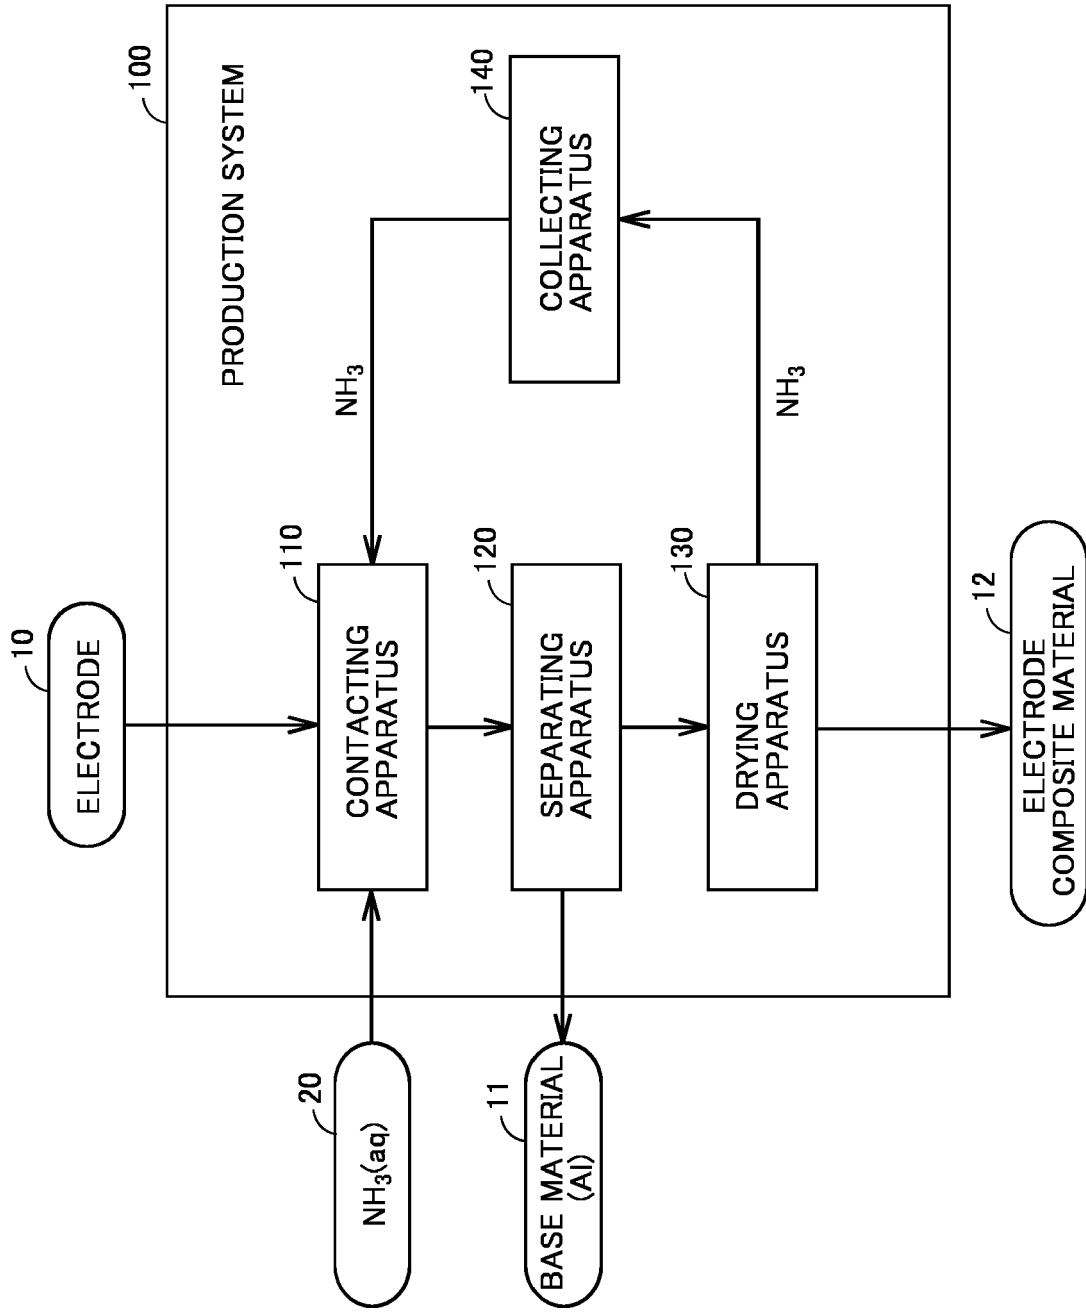 100
PRODUCTION SYSTEM
10
ELECTRODE
20
NH₃(aq)
110
CONTACTING
APPARATUS
NH₃
140
COLLECTING
APPARATUS
11
BASE MATERIAL
(Al)
120
SEPARATING
APPARATUS
130
DRYING
APPARATUS
NH₃
12
ELECTRODE
COMPOSITE MATERIAL